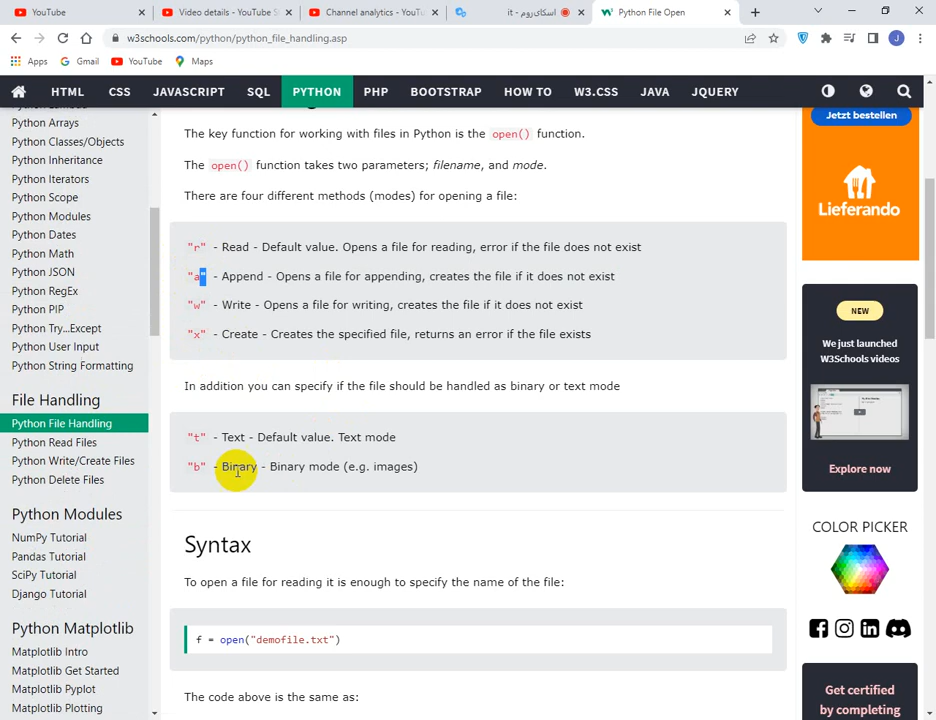 YouTube
Video details - YouTube S
Channel analytics - YouTu
اسکای‌روم - it
Python File Open
w3schools.com/python/python_file_handling.asp
J
Apps
Gmail
YouTube
Maps
HTML
CSS
JAVASCRIPT
SQL
PYTHON
PHP
BOOTSTRAP
HOW TO
W3.CSS
JAVA
JQUERY
Python Arrays
Python Classes/Objects
Python Inheritance
Python Iterators
Python Scope
Python Modules
Python Dates
Python Math
Python JSON
Python RegEx
Python PIP
Python Try...Except
Python User Input
Python String Formatting
File Handling
Python File Handling
Python Read Files
Python Write/Create Files
Python Delete Files
Python Modules
NumPy Tutorial
Pandas Tutorial
SciPy Tutorial
Django Tutorial
Python Matplotlib
Matplotlib Intro
Matplotlib Get Started
Matplotlib Pyplot
Matplotlib Plotting
The key function for working with files in Python is the open() function.
The open() function takes two parameters; filename, and mode.
There are four different methods (modes) for opening a file:
"r" - Read - Default value. Opens a file for reading, error if the file does not exist
"a" - Append - Opens a file for appending, creates the file if it does not exist
"w" - Write - Opens a file for writing, creates the file if it does not exist
"x" - Create - Creates the specified file, returns an error if the file exists
In addition you can specify if the file should be handled as binary or text mode
"t" - Text - Default value. Text mode
"b" - Binary - Binary mode (e.g. images)
Syntax
To open a file for reading it is enough to specify the name of the file:
f = open("demofile.txt")
The code above is the same as:
Jetzt bestellen
Lieferando
NEW
We just launched
W3Schools videos
Explore now
COLOR PICKER
Get certified
by completing